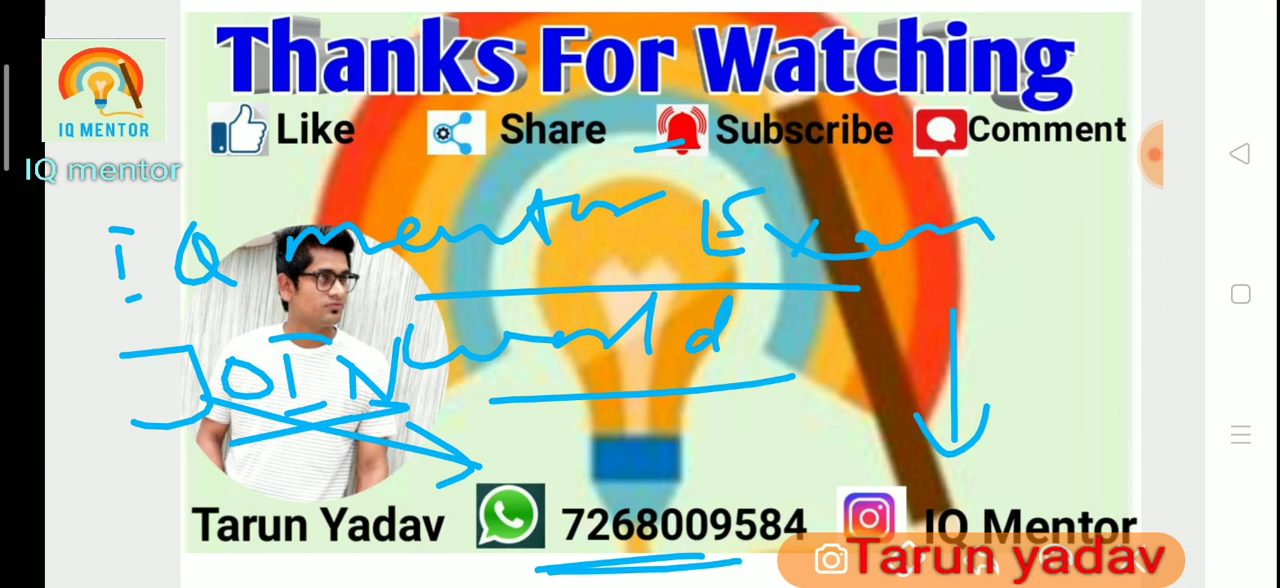 Thanks For Watching
IQ MENTOR
Like Share Subscribe Comment
IQ mentor
IQ mentor Exam
world
JOIN
Tarun Yadav 7268009584 IQ Mentor
Tarun yadav